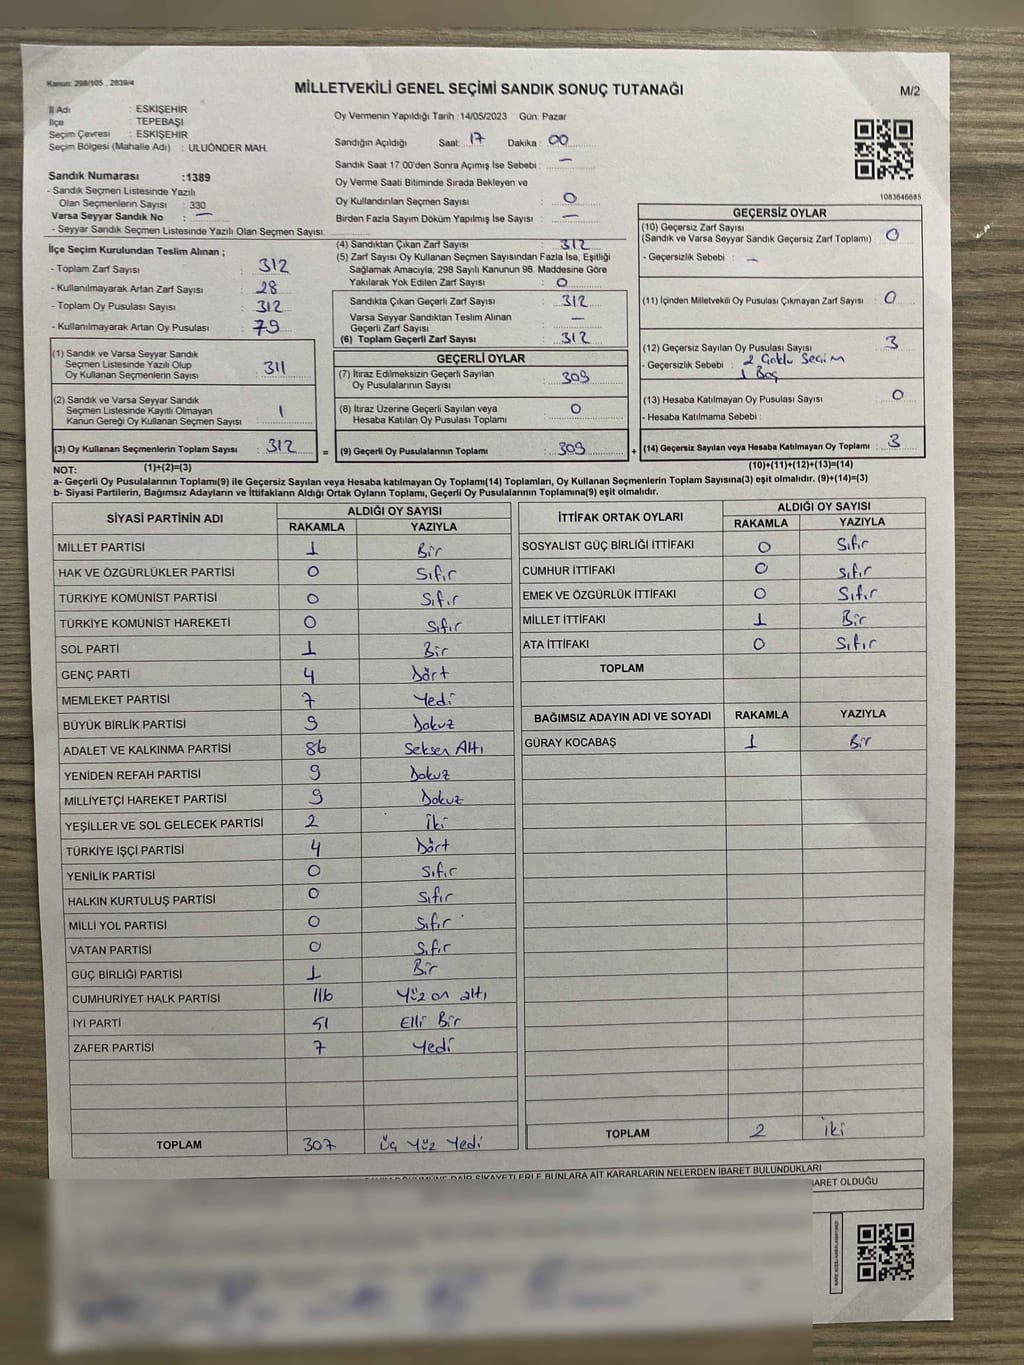 Kanun: 298/105 , 2839/4
MİLLETVEKİLİ GENEL SEÇİMİ SANDIK SONUÇ TUTANAĞI
M/2
İl Adı : ESKİŞEHİR
İlçe : TEPEBAŞI
Seçim Çevresi : ESKİŞEHİR
Seçim Bölgesi (Mahalle Adı) : ULUÖNDER MAH.
Sandık Numarası :1389
- Sandık Seçmen Listesinde Yazılı
Olan Seçmenlerin Sayısı : 330
Varsa Seyyar Sandık No : —
- Seyyar Sandık Seçmen Listesinde Yazılı Olan Seçmen Sayısı:
Oy Vermenin Yapıldığı Tarih :14/05/2023 Gün: Pazar
Sandığın Açıldığı Saat: 17 Dakika : 00
Sandık Saat 17:00'den Sonra Açımış İse Sebebi : —
Oy Verme Saati Bitiminde Sırada Bekleyen ve
Oy Kullandırılan Seçmen Sayısı : 0
Birden Fazla Sayım Döküm Yapılmış İse Sayısı : —
1083646685
İlçe Seçim Kurulundan Teslim Alınan ;
- Toplam Zarf Sayısı : 312
- Kullanılmayarak Artan Zarf Sayısı : 28
- Toplam Oy Pusulası Sayısı : 312
- Kullanılmayarak Artan Oy Pusulası : 79
(1) Sandık ve Varsa Seyyar Sandık
Seçmen Listesinde Yazılı Olup
Oy Kullanan Seçmenlerin Sayısı : 311
(2) Sandık ve Varsa Seyyar Sandık
Seçmen Listesinde Kayıtlı Olmayan
Kanun Gereği Oy Kullanan Seçmen Sayısı : 1
(3) Oy Kullanan Seçmenlerin Toplam Sayısı : 312
(4) Sandıktan Çıkan Zarf Sayısı : 312
(5) Zarf Sayısı Oy Kullanan Seçmen Sayısından Fazla İse, Eşitliği
Sağlamak Amacıyla, 298 Sayılı Kanunun 98. Maddesine Göre
Yakılarak Yok Edilen Zarf Sayısı : 0
Sandıkta Çıkan Geçerli Zarf Sayısı : 312
Varsa Seyyar Sandıktan Teslim Alınan
Geçerli Zarf Sayısı : —
(6) Toplam Geçerli Zarf Sayısı : 312
GEÇERLİ OYLAR
(7) İtiraz Edilmeksizin Geçerli Sayılan
Oy Pusulalarının Sayısı : 309
(8) İtiraz Üzerine Geçerli Sayılan veya
Hesaba Katılan Oy Pusulası Toplamı : 0
= (9) Geçerli Oy Pusulalarının Toplamı : 309
GEÇERSİZ OYLAR
(10) Geçersiz Zarf Sayısı
(Sandık ve Varsa Seyyar Sandık Geçersiz Zarf Toplamı) : 0
- Geçersizlik Sebebi : —
(11) İçinden Milletvekili Oy Pusulası Çıkmayan Zarf Sayısı : 0
(12) Geçersiz Sayılan Oy Pusulası Sayısı : 3
- Geçersizlik Sebebi : 2 Çoklu Seçim
1 Boş
(13) Hesaba Katılmayan Oy Pusulası Sayısı : 0
- Hesaba Katılmama Sebebi :
+ (14) Geçersiz Sayılan veya Hesaba Katılmayan Oy Toplamı : 3
NOT: (1)+(2)=(3) (10)+(11)+(12)+(13)=(14)
a- Geçerli Oy Pusulalarının Toplamı(9) ile Geçersiz Sayılan veya Hesaba katılmayan Oy Toplamı(14) Toplamları, Oy Kullanan Seçmenlerin Toplam Sayısına(3) eşit olmalıdır. (9)+(14)=(3)
b- Siyasi Partilerin, Bağımsız Adayların ve İttifakların Aldığı Ortak Oyların Toplamı, Geçerli Oy Pusulalarının Toplamına(9) eşit olmalıdır.
SİYASİ PARTİNİN ADI ALDIĞI OY SAYISI
RAKAMLA YAZIYLA
MİLLET PARTİSİ 1 Bir
HAK VE ÖZGÜRLÜKLER PARTİSİ 0 Sıfır
TÜRKİYE KOMÜNİST PARTİSİ 0 Sıfır
TÜRKİYE KOMÜNİST HAREKETİ 0 Sıfır
SOL PARTİ 1 Bir
GENÇ PARTİ 4 Dört
MEMLEKET PARTİSİ 7 Yedi
BÜYÜK BİRLİK PARTİSİ 9 Dokuz
ADALET VE KALKINMA PARTİSİ 86 Seksen Altı
YENİDEN REFAH PARTİSİ 9 Dokuz
MİLLİYETÇİ HAREKET PARTİSİ 9 Dokuz
YEŞİLLER VE SOL GELECEK PARTİSİ 2 İki
TÜRKİYE İŞÇİ PARTİSİ 4 Dört
YENİLİK PARTİSİ 0 Sıfır
HALKIN KURTULUŞ PARTİSİ 0 Sıfır
MİLLİ YOL PARTİSİ 0 Sıfır
VATAN PARTİSİ 0 Sıfır
GÜÇ BİRLİĞİ PARTİSİ 1 Bir
CUMHURİYET HALK PARTİSİ 116 Yüz on altı
İYİ PARTİ 51 Elli Bir
ZAFER PARTİSİ 7 Yedi
TOPLAM 307 Üç Yüz Yedi
İTTİFAK ORTAK OYLARI ALDIĞI OY SAYISI
RAKAMLA YAZIYLA
SOSYALİST GÜÇ BİRLİĞİ İTTİFAKI 0 Sıfır
CUMHUR İTTİFAKI 0 Sıfır
EMEK VE ÖZGÜRLÜK İTTİFAKI 0 Sıfır
MİLLET İTTİFAKI 1 Bir
ATA İTTİFAKI 0 Sıfır
TOPLAM
BAĞIMSIZ ADAYIN ADI VE SOYADI RAKAMLA YAZIYLA
GÜRAY KOCABAŞ 1 Bir
TOPLAM 2 İki
ŞİKAYETLERLE BUNLARA AİT KARARLARIN NELERDEN İBARET BULUNDUKLARI
OLDUĞU